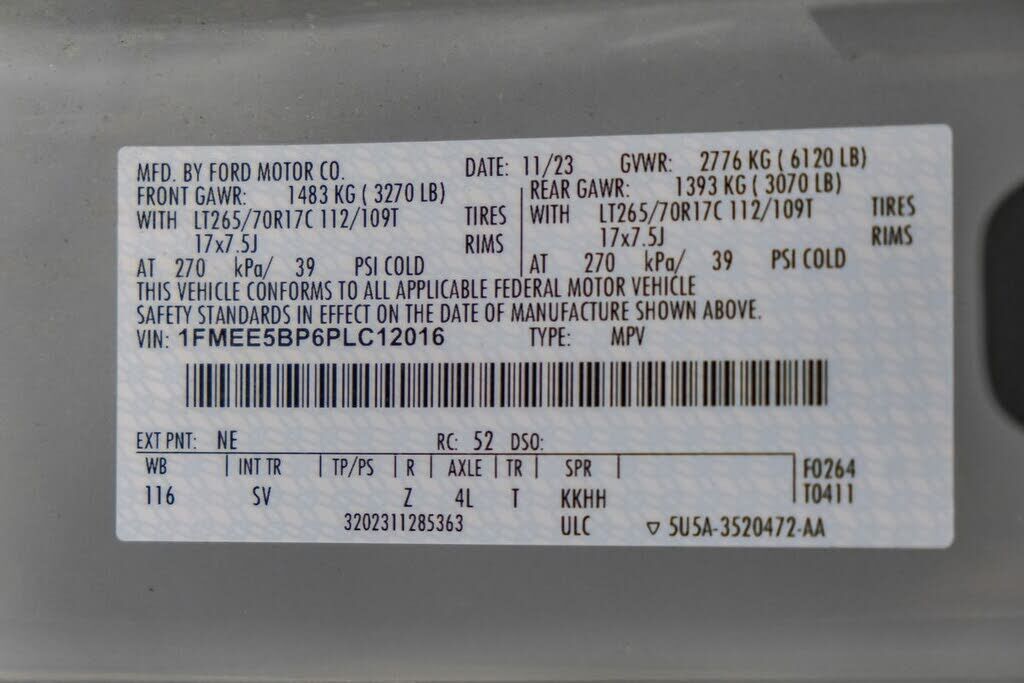 MFD. BY FORD MOTOR CO. DATE: 11/23 GVWR: 2776 KG ( 6120 LB)
FRONT GAWR: 1483 KG ( 3270 LB) REAR GAWR: 1393 KG ( 3070 LB)
WITH LT265/70R17C 112/109T TIRES WITH LT265/70R17C 112/109T TIRES
17x7.5J RIMS 17x7.5J RIMS
AT 270 kPa/ 39 PSI COLD AT 270 kPa/ 39 PSI COLD
THIS VEHICLE CONFORMS TO ALL APPLICABLE FEDERAL MOTOR VEHICLE
SAFETY STANDARDS IN EFFECT ON THE DATE OF MANUFACTURE SHOWN ABOVE.
VIN: 1FMEE5BP6PLC12016 TYPE: MPV
EXT PNT: NE RC: 52 DSO:
WB INT TR TP/PS R AXLE TR SPR F0264
116 SV Z 4L T KKHH T0411
3202311285363 ULC ▽ 5U5A-3520472-AA